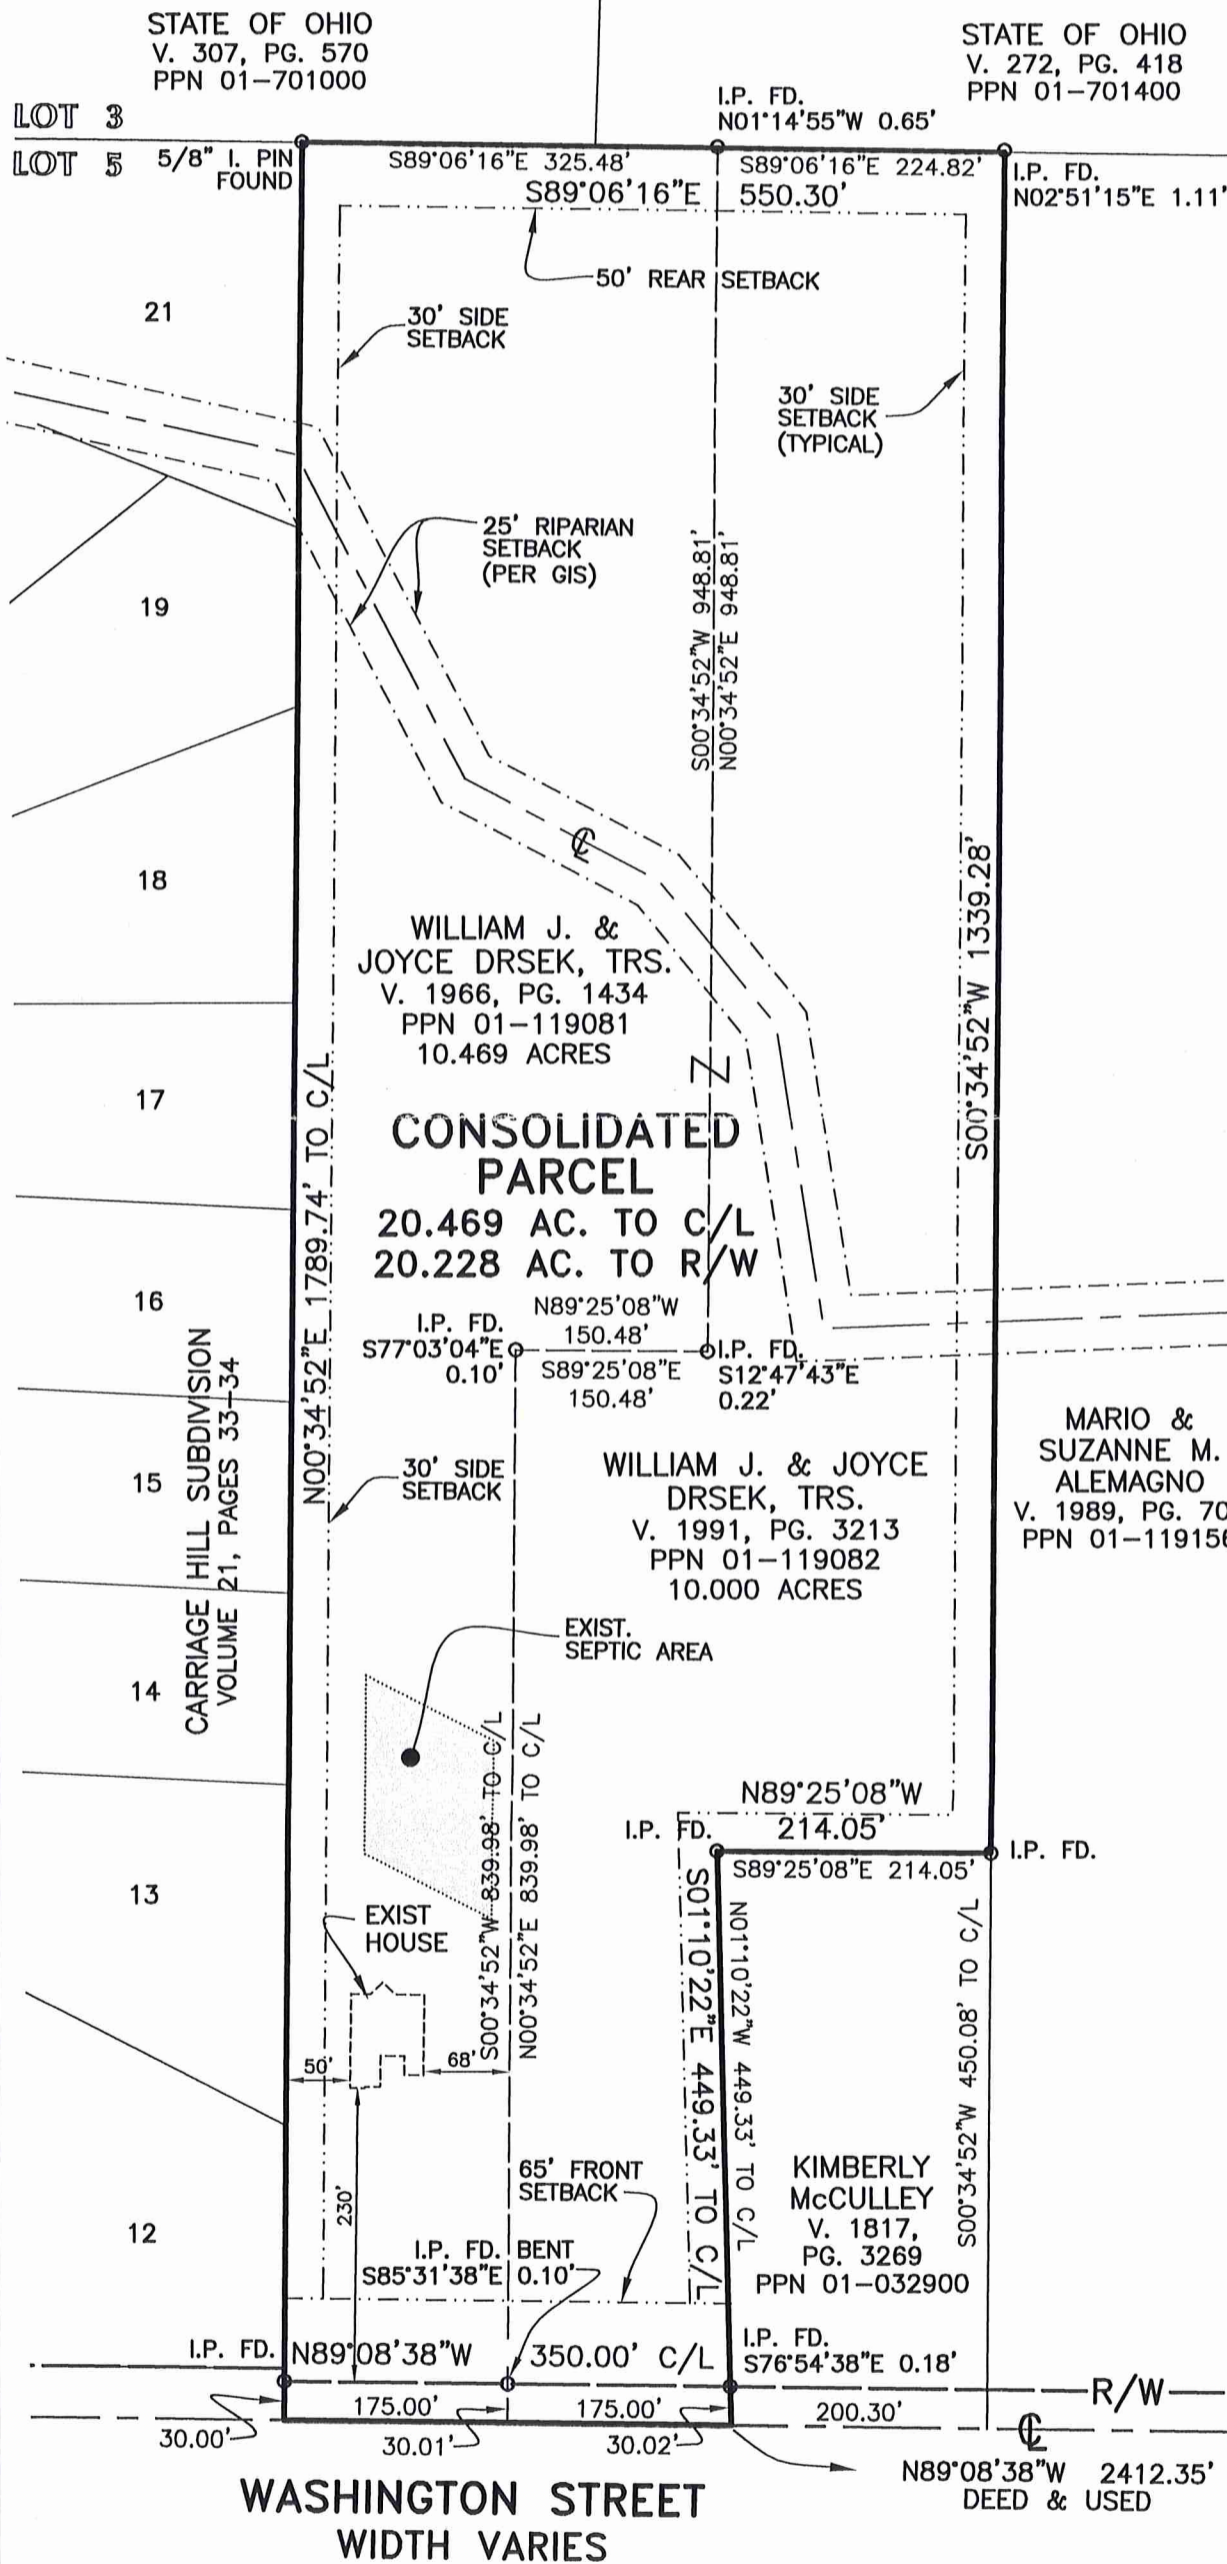 STATE OF OHIO
V. 307, PG. 570
PPN 01-701000
STATE OF OHIO
V. 272, PG. 418
PPN 01-701400
LOT 3
LOT 5
5/8" I. PIN
FOUND
I.P. FD.
N01°14'55"W 0.65'
S89°06'16"E 325.48'
S89°06'16"E 224.82'
S89°06'16"E 550.30'
I.P. FD.
N02°51'15"E 1.11'
50' REAR SETBACK
21
30' SIDE
SETBACK
30' SIDE
SETBACK
(TYPICAL)
25' RIPARIAN
SETBACK
(PER GIS)
S00°34'52"W 948.81'
N00°34'52"E 948.81'
19
18
S00°34'52"W 1339.28'
WILLIAM J. &
JOYCE DRSEK, TRS.
V. 1966, PG. 1434
PPN 01-119081
10.469 ACRES
Z
17
N00°34'52"E 1789.74' TO C/L
CONSOLIDATED
PARCEL
20.469 AC. TO C/L
20.228 AC. TO R/W
16
I.P. FD.
S77°03'04"E
0.10'
N89°25'08"W
150.48'
S89°25'08"E
150.48'
I.P. FD.
S12°47'43"E
0.22'
CARRIAGE HILL SUBDIVISION
VOLUME 21, PAGES 33-34
MARIO &
SUZANNE M.
ALEMAGNO
V. 1989, PG. 70
PPN 01-119156
15
30' SIDE
SETBACK
WILLIAM J. & JOYCE
DRSEK, TRS.
V. 1991, PG. 3213
PPN 01-119082
10.000 ACRES
EXIST.
SEPTIC AREA
14
S00°34'52"W 839.98' TO C/L
N00°34'52"E 839.98' TO C/L
N89°25'08"W
214.05'
I.P. FD.
I.P. FD.
S89°25'08"E 214.05'
13
EXIST
HOUSE
S01°10'22"E 449.33' TO C/L
N01°10'22"W 449.33' TO C/L
S00°34'52"W 450.08' TO C/L
50'
68'
230'
65' FRONT
SETBACK
KIMBERLY
McCULLEY
V. 1817,
PG. 3269
PPN 01-032900
12
I.P. FD. BENT
S85°31'38"E 0.10'
I.P. FD.
N89°08'38"W 350.00' C/L
I.P. FD.
S76°54'38"E 0.18'
R/W
175.00'
175.00'
200.30'
30.00'
30.01'
30.02'
CL
N89°08'38"W 2412.35'
DEED & USED
WASHINGTON STREET
WIDTH VARIES